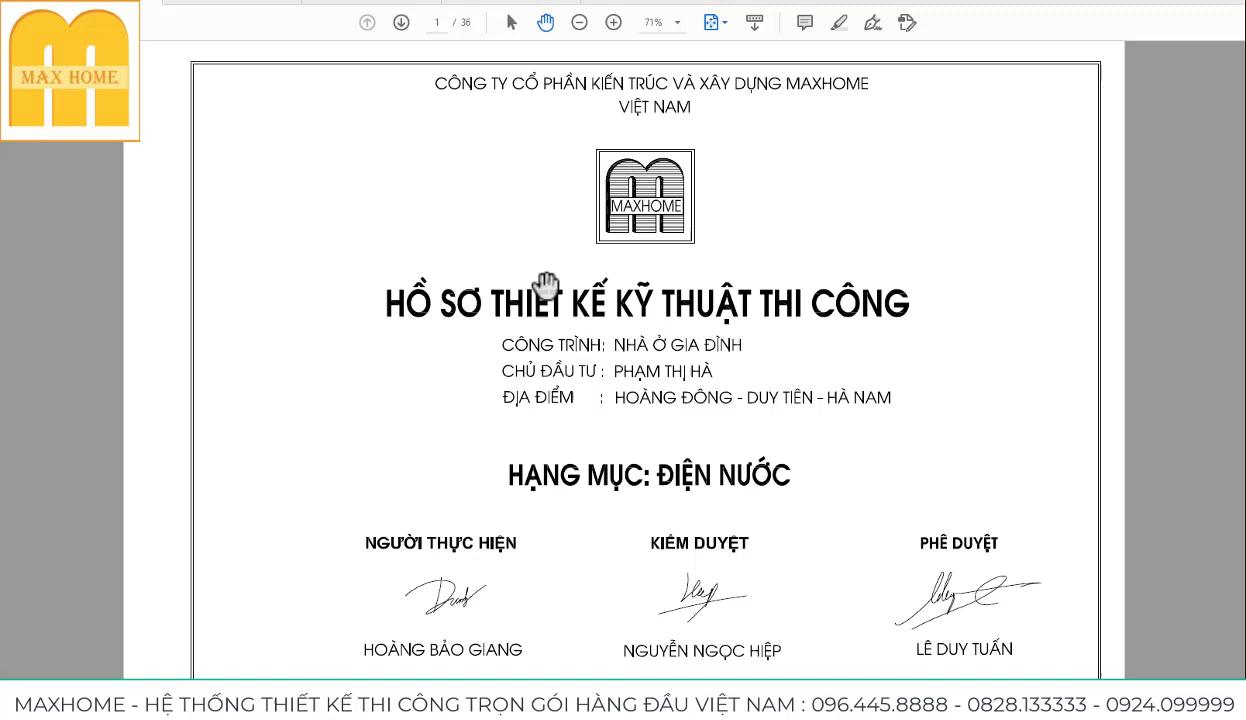 MAX HOME
1 / 36
71%
CÔNG TY CỔ PHẦN KIẾN TRÚC VÀ XÂY DỰNG MAXHOME
VIỆT NAM
MAXHOME
HỒ SƠ THIẾT KẾ KỸ THUẬT THI CÔNG
CÔNG TRÌNH: NHÀ Ở GIA ĐÌNH
CHỦ ĐẦU TƯ : PHẠM THỊ HÀ
ĐỊA ĐIỂM : HOÀNG ĐÔNG - DUY TIÊN - HÀ NAM
HẠNG MỤC: ĐIỆN NƯỚC
NGƯỜI THỰC HIỆN KIỂM DUYỆT PHÊ DUYỆT
HOÀNG BẢO GIANG NGUYỄN NGỌC HIỆP LÊ DUY TUẤN
MAXHOME - HỆ THỐNG THIẾT KẾ THI CÔNG TRỌN GÓI HÀNG ĐẦU VIỆT NAM : 096.445.8888 - 0828.133333 - 0924.099999